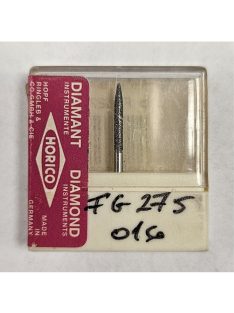 DIAMANT
INSTRUMENTE
HOPF
RINGLEB &
CO GMBH & CIE
HORICO
DIAMOND
INSTRUMENTS
MADE IN
GERMANY
FG 275
016